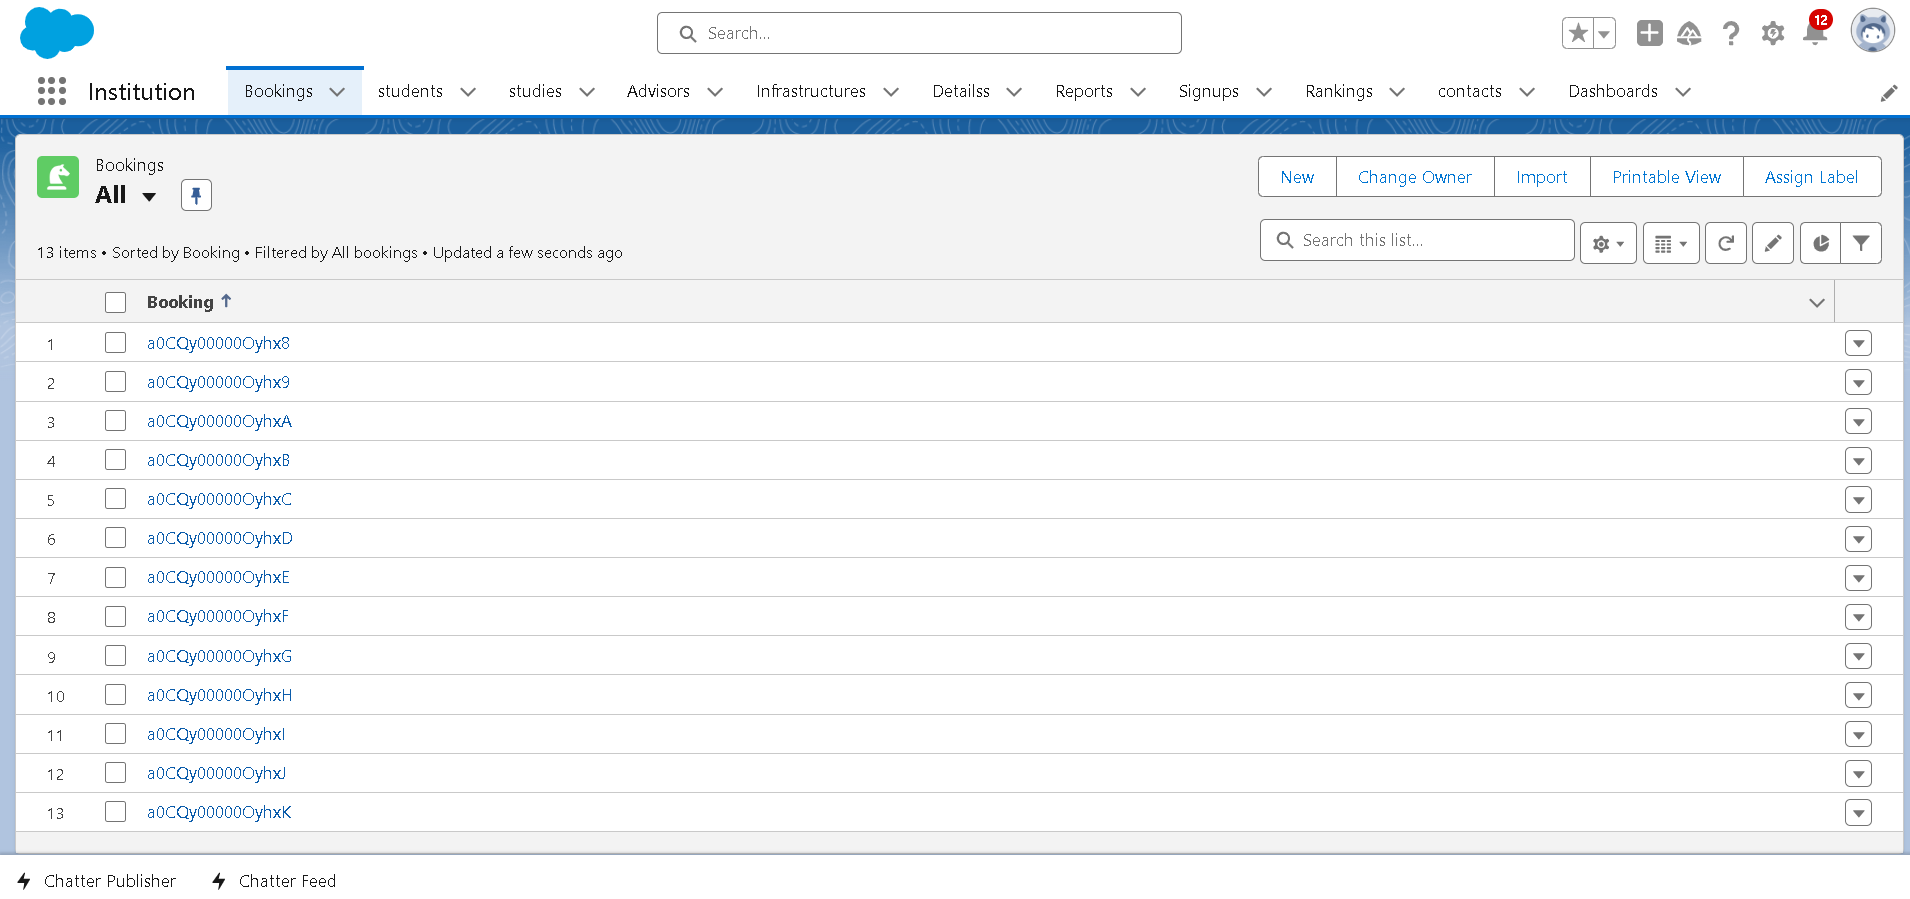 Search...
12
Institution
Bookings
students
studies
Advisors
Infrastructures
Detailss
Reports
Signups
Rankings
contacts
Dashboards
Bookings
All
New
Change Owner
Import
Printable View
Assign Label
13 items • Sorted by Booking • Filtered by All bookings • Updated a few seconds ago
Search this list...
Booking
1 a0CQy00000Oyhx8
2 a0CQy00000Oyhx9
3 a0CQy00000OyhxA
4 a0CQy00000OyhxB
5 a0CQy00000OyhxC
6 a0CQy00000OyhxD
7 a0CQy00000OyhxE
8 a0CQy00000OyhxF
9 a0CQy00000OyhxG
10 a0CQy00000OyhxH
11 a0CQy00000OyhxI
12 a0CQy00000OyhxJ
13 a0CQy00000OyhxK
Chatter Publisher
Chatter Feed